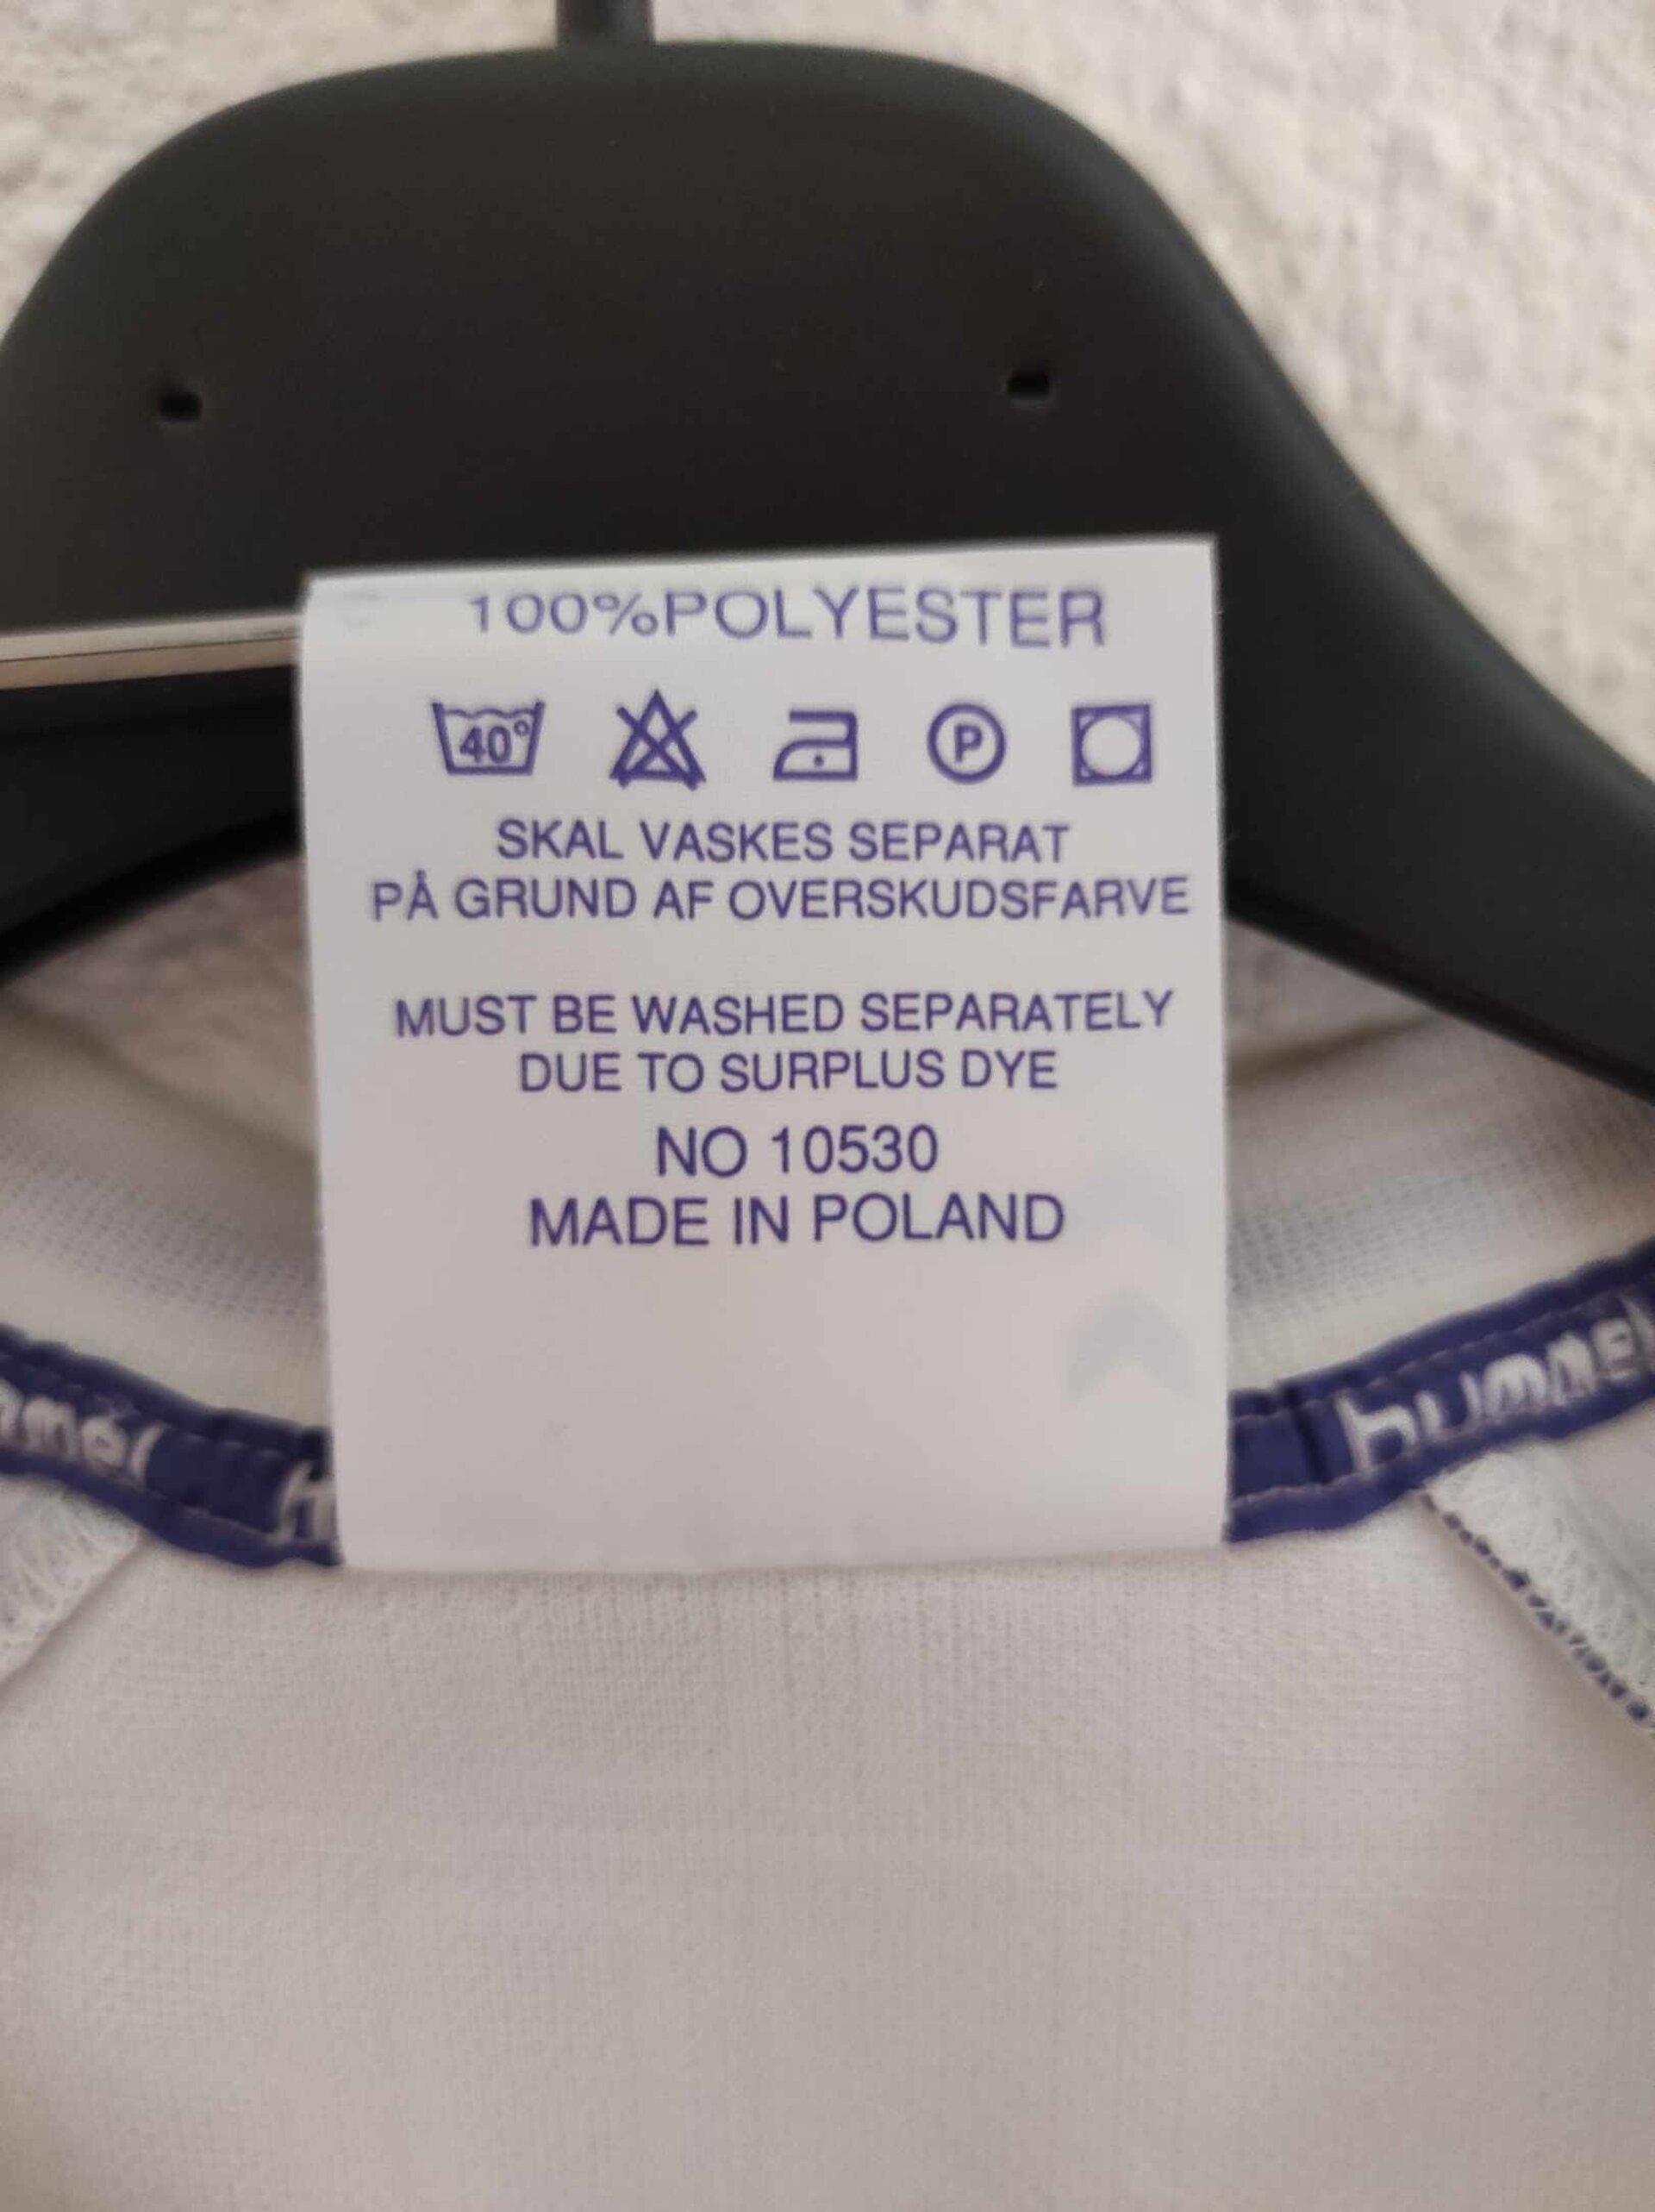 100%POLYESTER
40°
P
SKAL VASKES SEPARAT
PÅ GRUND AF OVERSKUDSFARVE
MUST BE WASHED SEPARATELY
DUE TO SURPLUS DYE
NO 10530
MADE IN POLAND
hummel